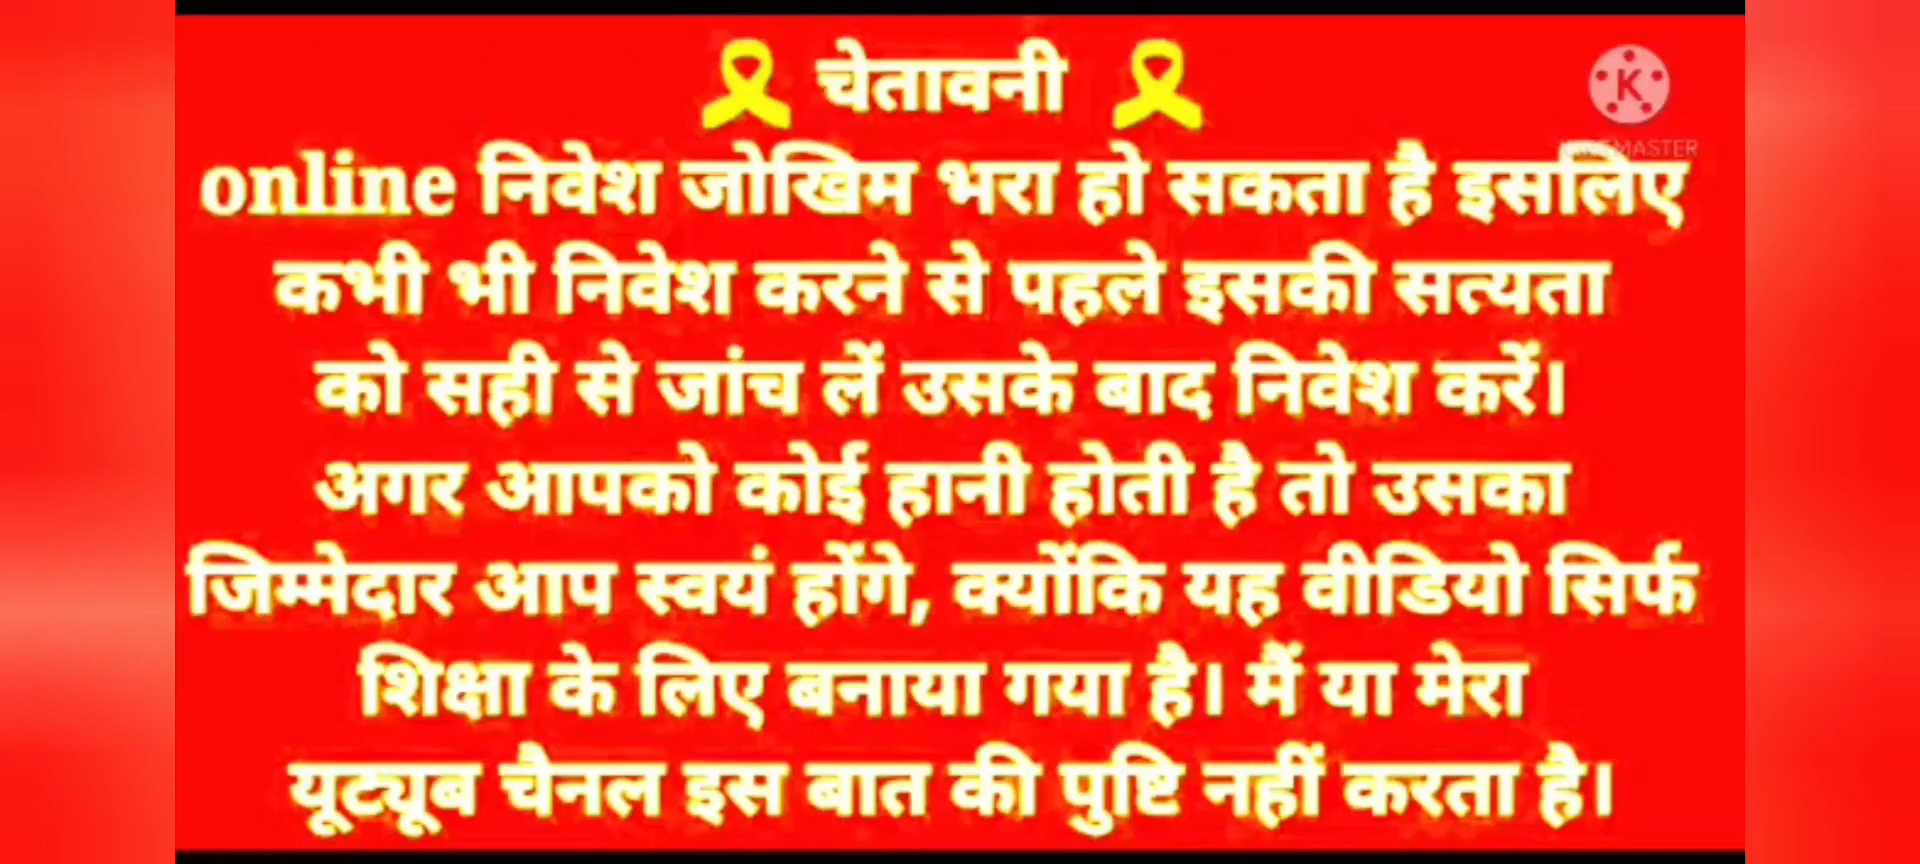 चेतावनी
online निवेश जोखिम भरा हो सकता है इसलिए
कभी भी निवेश करने से पहले इसकी सत्यता
को सही से जांच लें उसके बाद निवेश करें।
अगर आपको कोई हानी होती है तो उसका
जिम्मेदार आप स्वयं होंगे, क्योंकि यह वीडियो सिर्फ
शिक्षा के लिए बनाया गया है। मैं या मेरा
यूट्यूब चैनल इस बात की पुष्टि नहीं करता है।
K
KINEMASTER